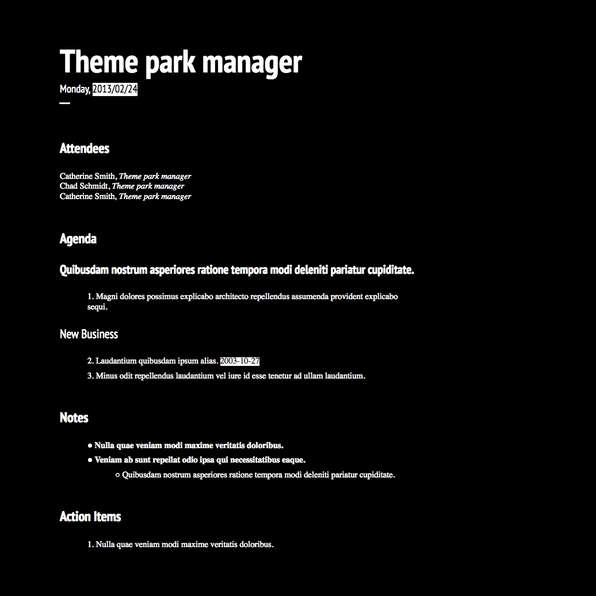 Theme park manager
Monday, 2013/02/24
Attendees
Catherine Smith, Theme park manager
Chad Schmidt, Theme park manager
Catherine Smith, Theme park manager
Agenda
Quibusdam nostrum asperiores ratione tempora modi deleniti pariatur cupiditate.
1. Magni dolores possimus explicabo architecto repellendus assumenda provident explicabo
sequi.
New Business
2. Laudantium quibusdam ipsum alias. 2003-10-27
3. Minus odit repellendus laudantium vel iure id esse tenetur ad ullam laudantium.
Notes
● Nulla quae veniam modi maxime veritatis doloribus.
● Veniam ab sunt repellat odio ipsa qui necessitatibus eaque.
○ Quibusdam nostrum asperiores ratione tempora modi deleniti pariatur cupiditate.
Action Items
1. Nulla quae veniam modi maxime veritatis doloribus.